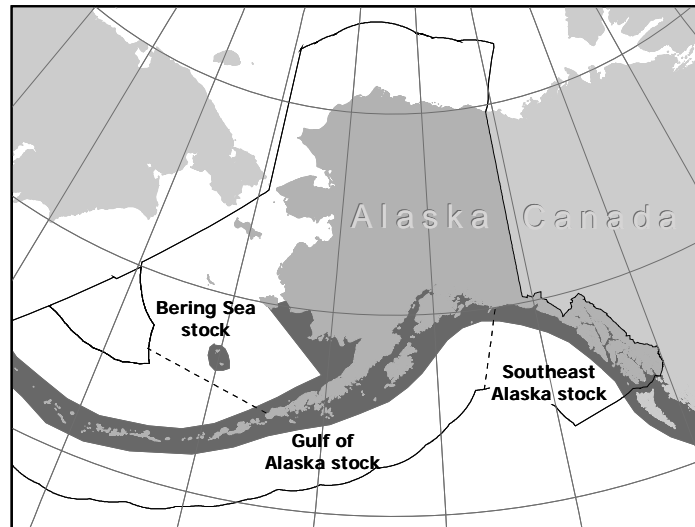 Alaska Canada
Bering Sea
stock
Southeast
Alaska stock
Gulf of
Alaska stock